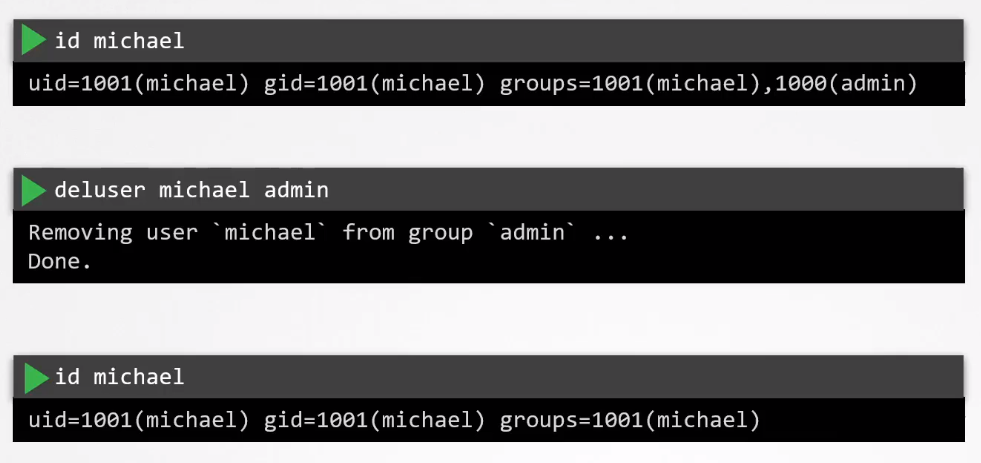 id michael
uid=1001(michael) gid=1001(michael) groups=1001(michael),1000(admin)
deluser michael admin
Removing user `michael` from group `admin` ...
Done.
id michael
uid=1001(michael) gid=1001(michael) groups=1001(michael)